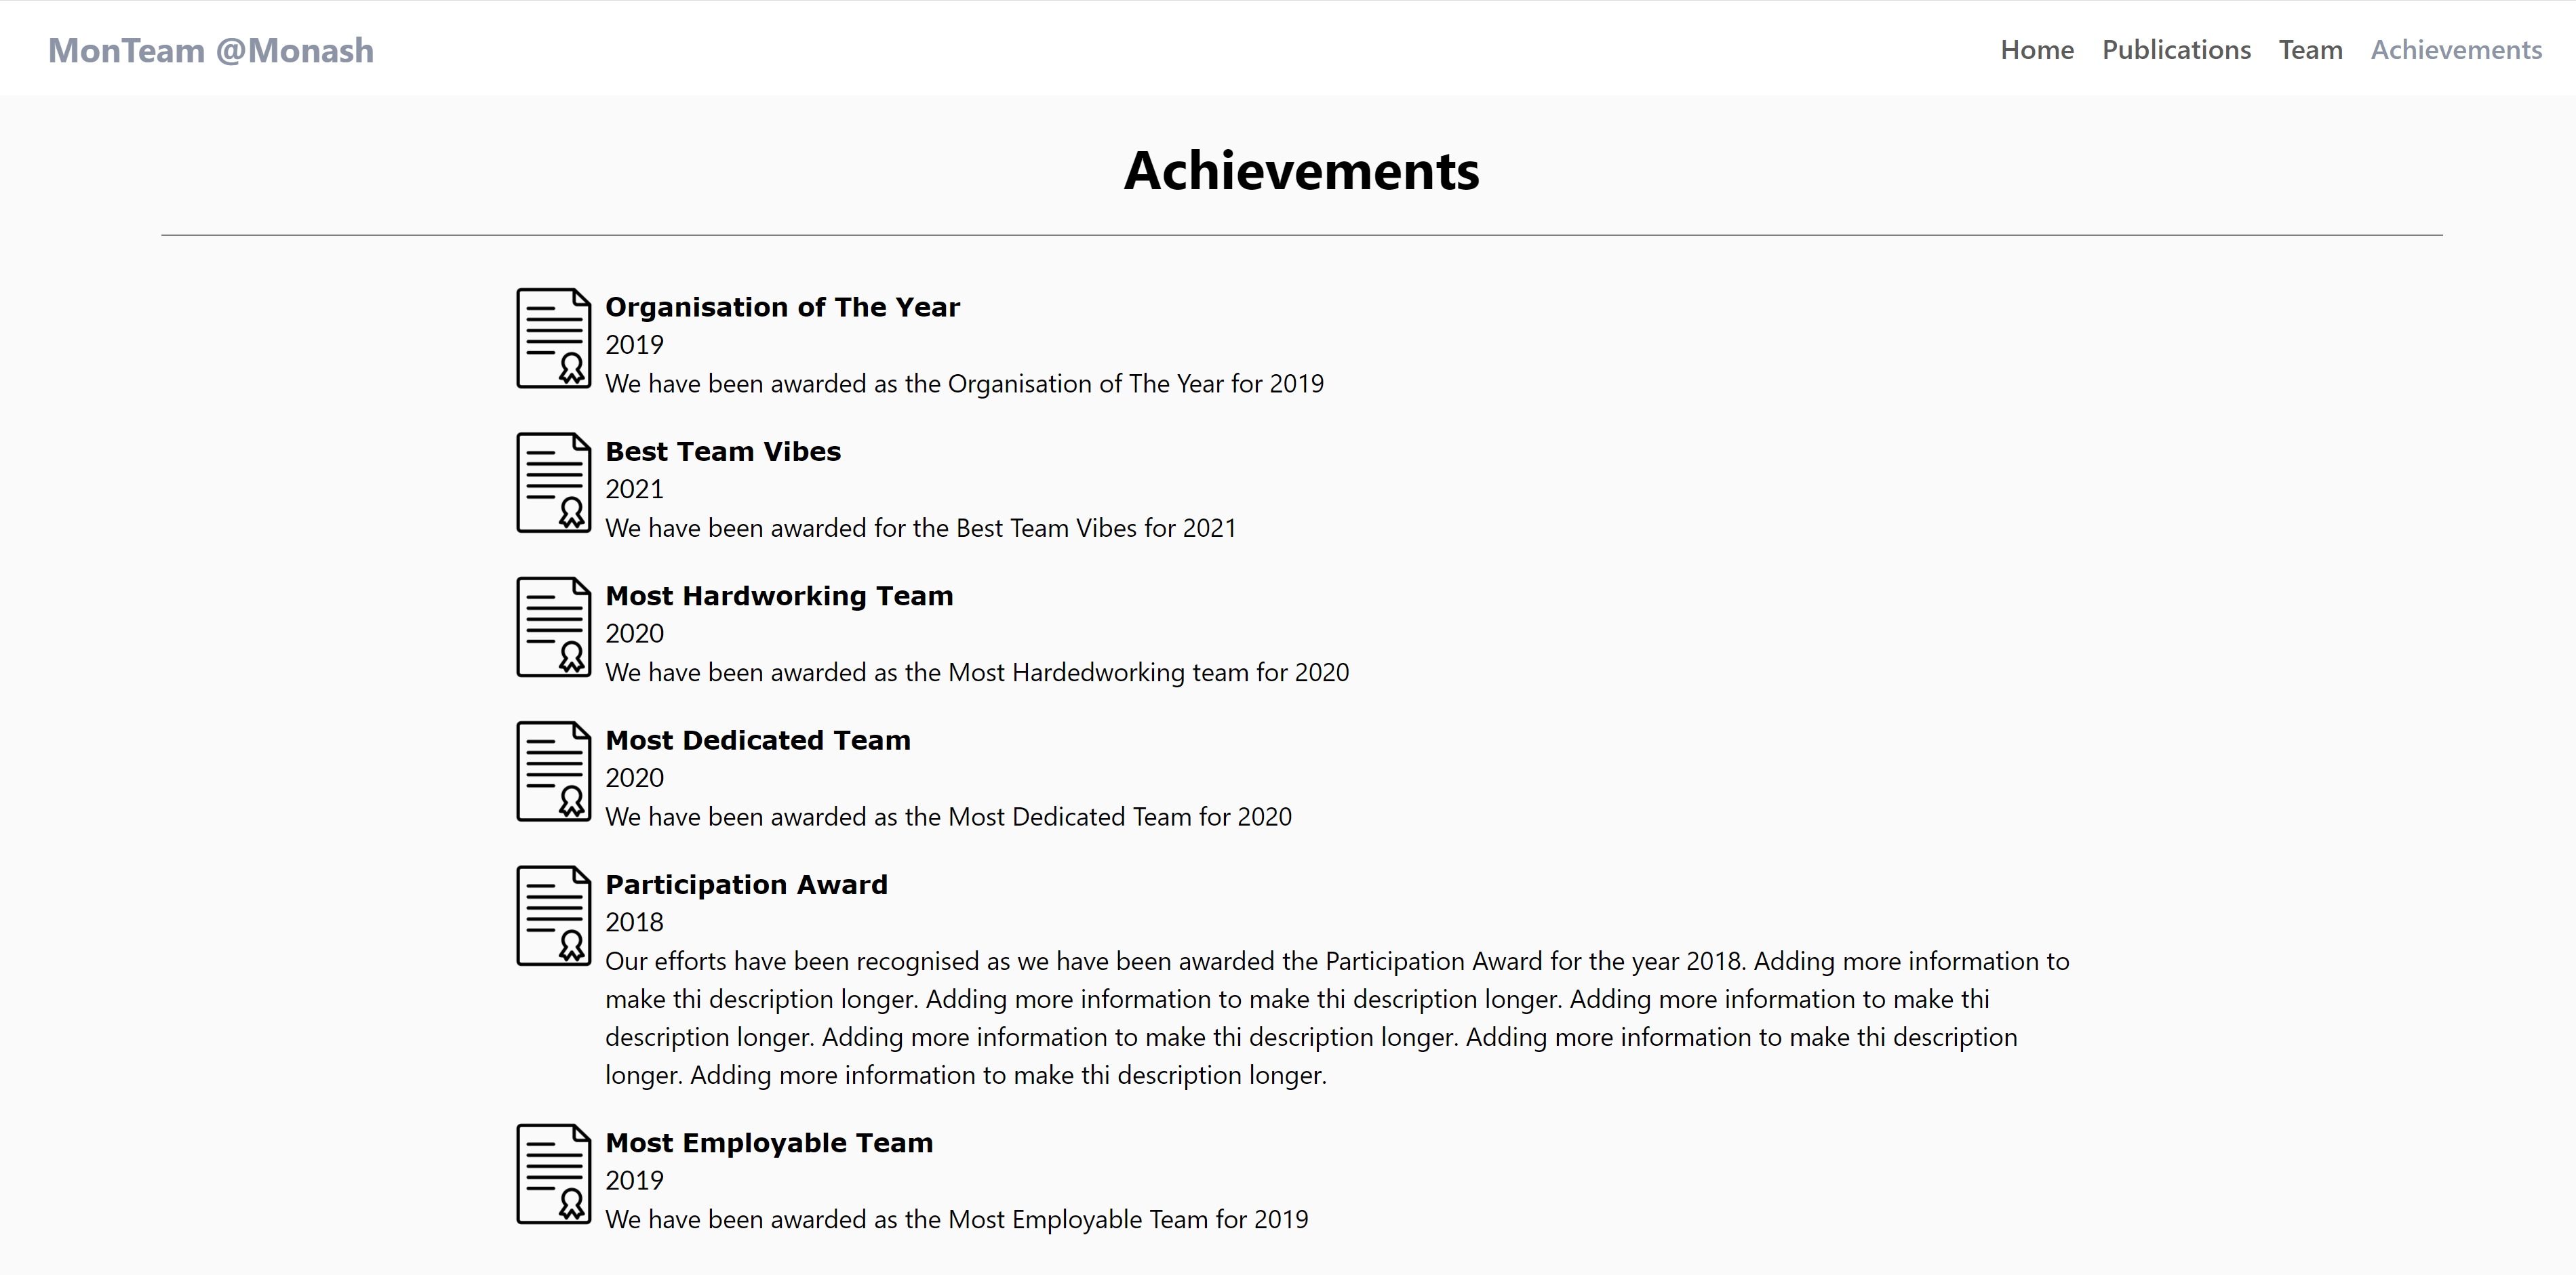 MonTeam @Monash
Home Publications Team Achievements
Achievements
Organisation of The Year
2019
We have been awarded as the Organisation of The Year for 2019
Best Team Vibes
2021
We have been awarded for the Best Team Vibes for 2021
Most Hardworking Team
2020
We have been awarded as the Most Hardedworking team for 2020
Most Dedicated Team
2020
We have been awarded as the Most Dedicated Team for 2020
Participation Award
2018
Our efforts have been recognised as we have been awarded the Participation Award for the year 2018. Adding more information to
make thi description longer. Adding more information to make thi description longer. Adding more information to make thi
description longer. Adding more information to make thi description longer. Adding more information to make thi description
longer. Adding more information to make thi description longer.
Most Employable Team
2019
We have been awarded as the Most Employable Team for 2019